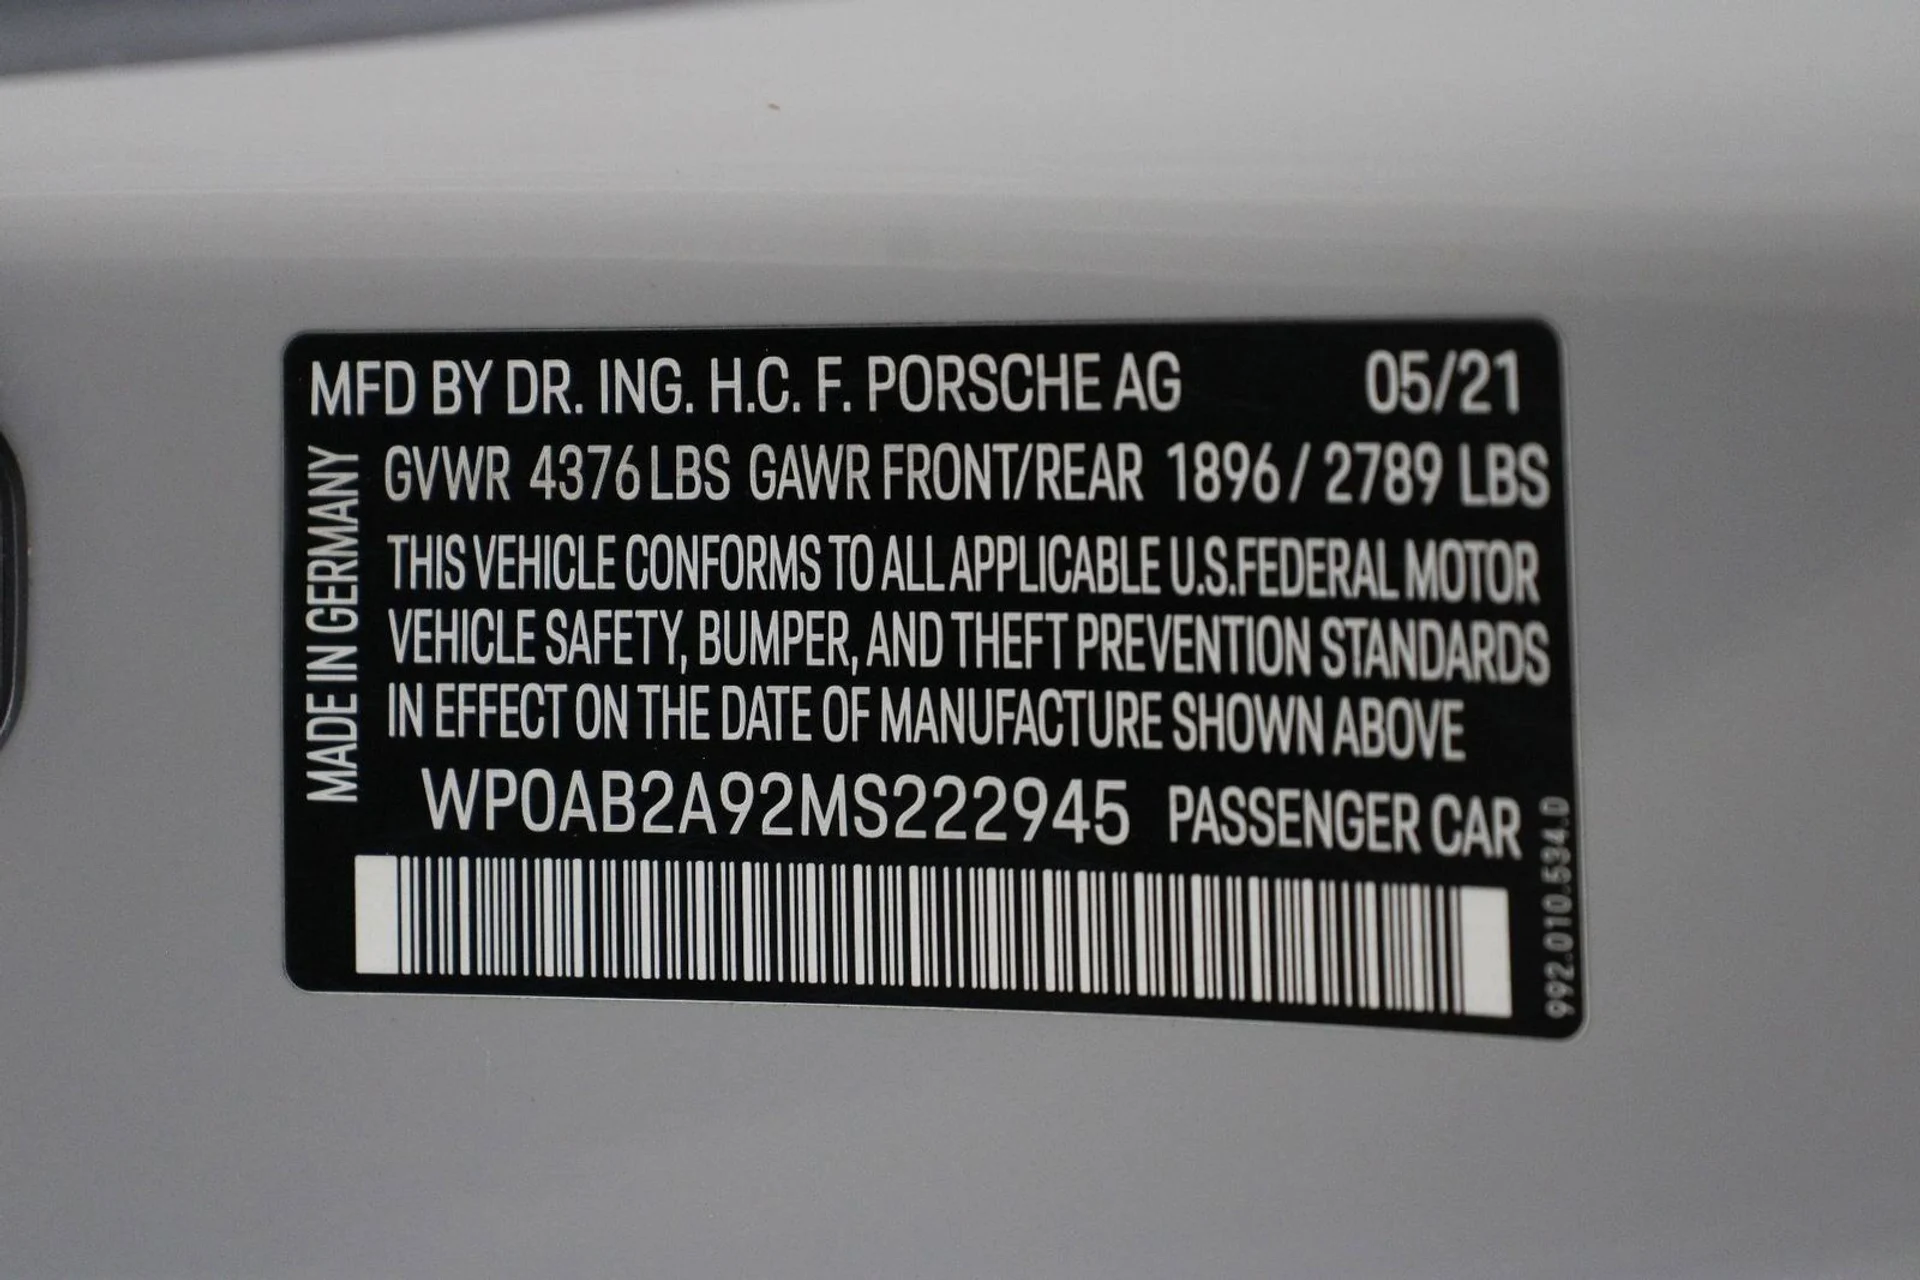 MFD BY DR. ING. H.C. F. PORSCHE AG 05/21
GVWR 4376 LBS GAWR FRONT/REAR 1896 / 2789 LBS
THIS VEHICLE CONFORMS TO ALL APPLICABLE U.S.FEDERAL MOTOR
VEHICLE SAFETY, BUMPER, AND THEFT PREVENTION STANDARDS
IN EFFECT ON THE DATE OF MANUFACTURE SHOWN ABOVE
WP0AB2A92MS222945 PASSENGER CAR
MADE IN GERMANY
992.010.534.0